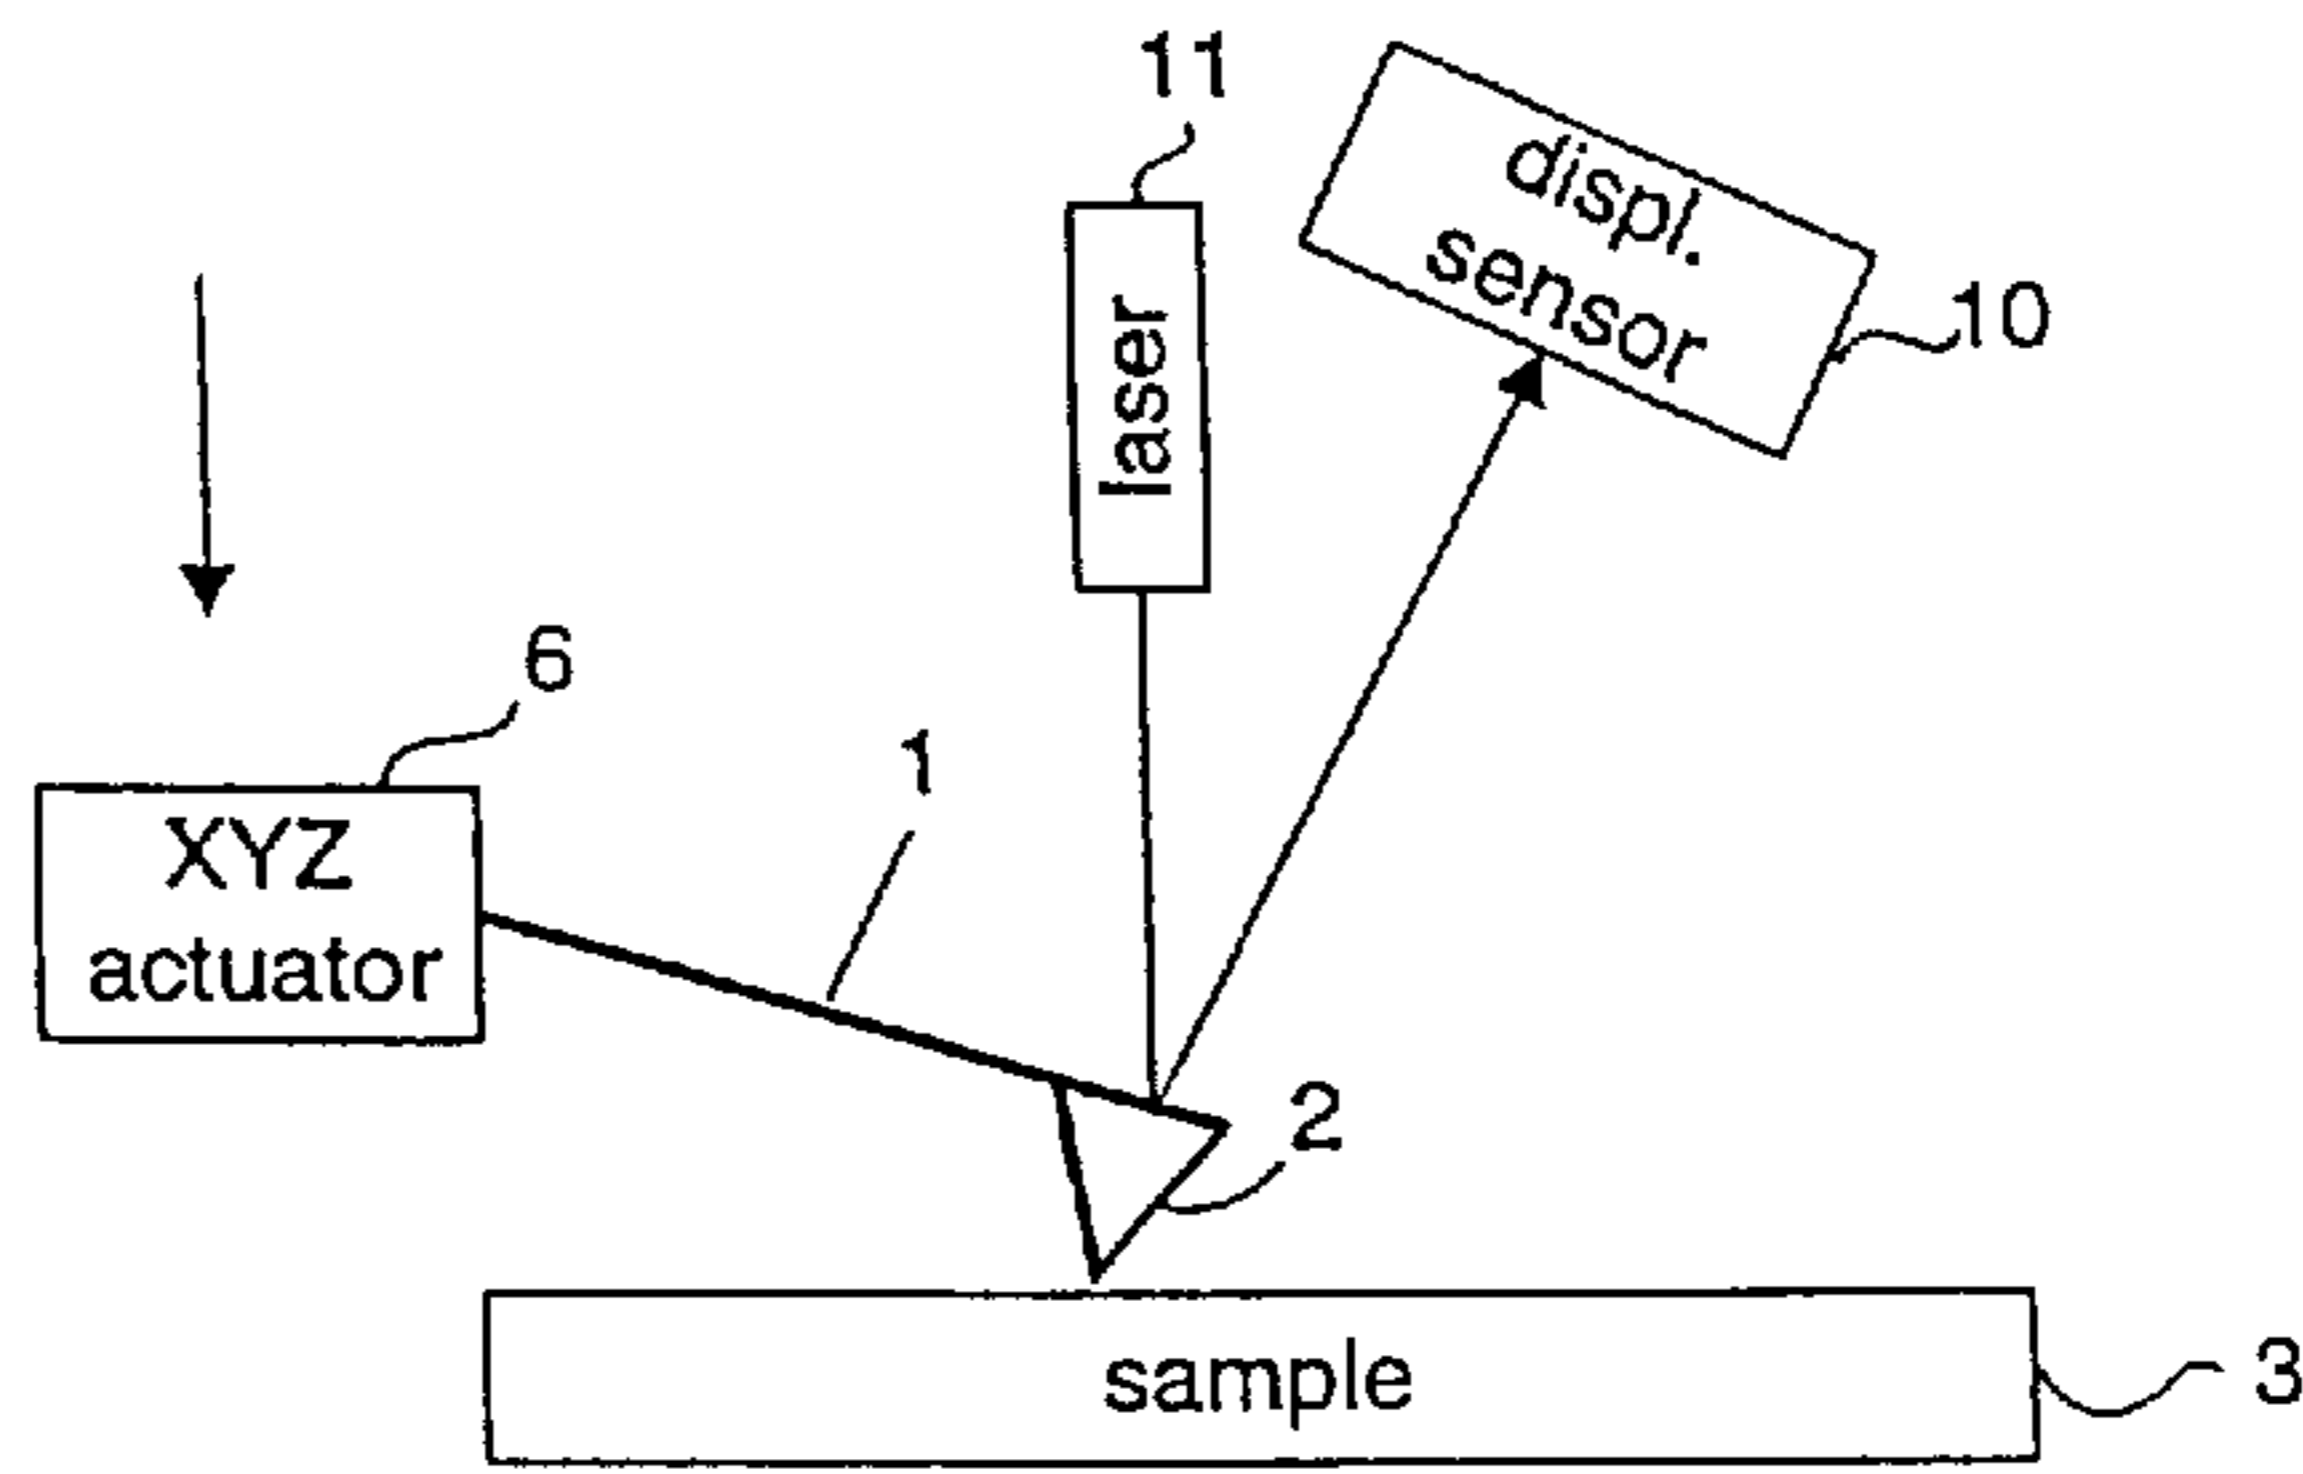 11
displ.
sensor
10
laser
6
1
XYZ
actuator
2
sample
3